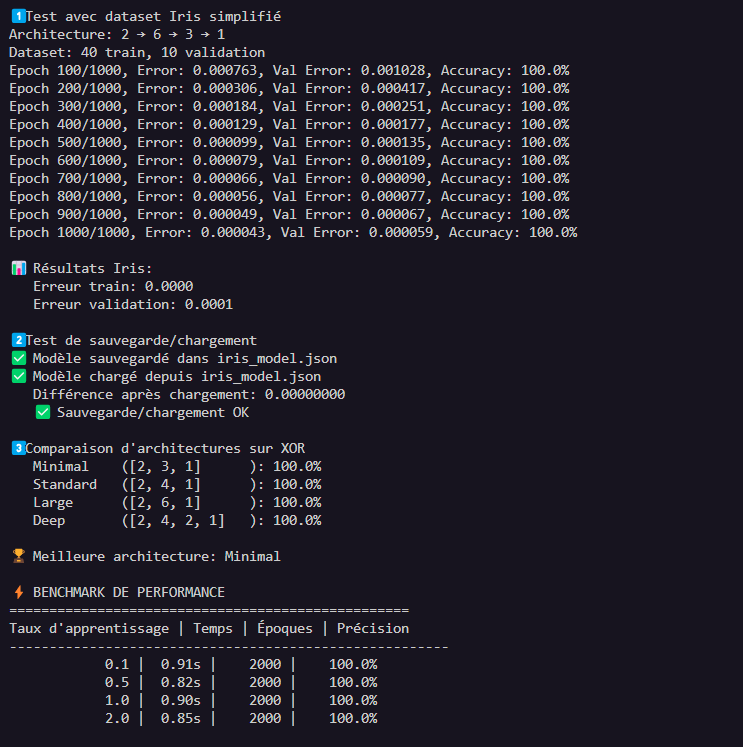 1️⃣Test avec dataset Iris simplifié
Architecture: 2 → 6 → 3 → 1
Dataset: 40 train, 10 validation
Epoch 100/1000, Error: 0.000763, Val Error: 0.001028, Accuracy: 100.0%
Epoch 200/1000, Error: 0.000306, Val Error: 0.000417, Accuracy: 100.0%
Epoch 300/1000, Error: 0.000184, Val Error: 0.000251, Accuracy: 100.0%
Epoch 400/1000, Error: 0.000129, Val Error: 0.000177, Accuracy: 100.0%
Epoch 500/1000, Error: 0.000099, Val Error: 0.000135, Accuracy: 100.0%
Epoch 600/1000, Error: 0.000079, Val Error: 0.000109, Accuracy: 100.0%
Epoch 700/1000, Error: 0.000066, Val Error: 0.000090, Accuracy: 100.0%
Epoch 800/1000, Error: 0.000056, Val Error: 0.000077, Accuracy: 100.0%
Epoch 900/1000, Error: 0.000049, Val Error: 0.000067, Accuracy: 100.0%
Epoch 1000/1000, Error: 0.000043, Val Error: 0.000059, Accuracy: 100.0%
📊 Résultats Iris:
Erreur train: 0.0000
Erreur validation: 0.0001
2️⃣Test de sauvegarde/chargement
✅ Modèle sauvegardé dans iris_model.json
✅ Modèle chargé depuis iris_model.json
Différence après chargement: 0.00000000
✅ Sauvegarde/chargement OK
3️⃣Comparaison d'architectures sur XOR
Minimal    ([2, 3, 1]      ): 100.0%
Standard   ([2, 4, 1]      ): 100.0%
Large      ([2, 6, 1]      ): 100.0%
Deep       ([2, 4, 2, 1]   ): 100.0%
🏆 Meilleure architecture: Minimal
⚡ BENCHMARK DE PERFORMANCE
==================================================
Taux d'apprentissage | Temps | Époques | Précision
-------------------------------------------------------
0.1 |  0.91s |    2000 |    100.0%
0.5 |  0.82s |    2000 |    100.0%
1.0 |  0.90s |    2000 |    100.0%
2.0 |  0.85s |    2000 |    100.0%